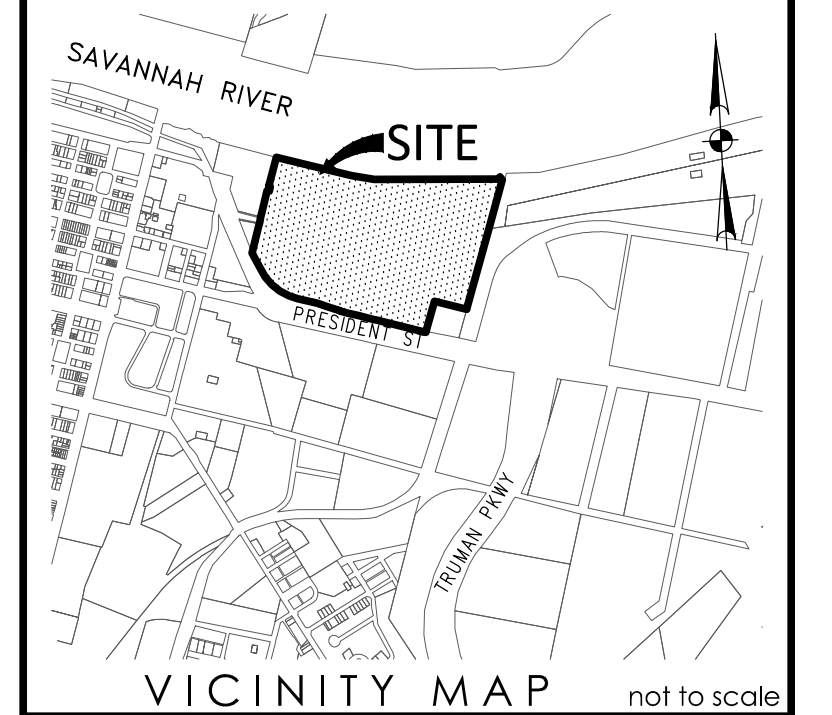 SAVANNAH RIVER
SITE
PRESIDENT ST
TRUMAN PKWY
VICINITY MAP
not to scale